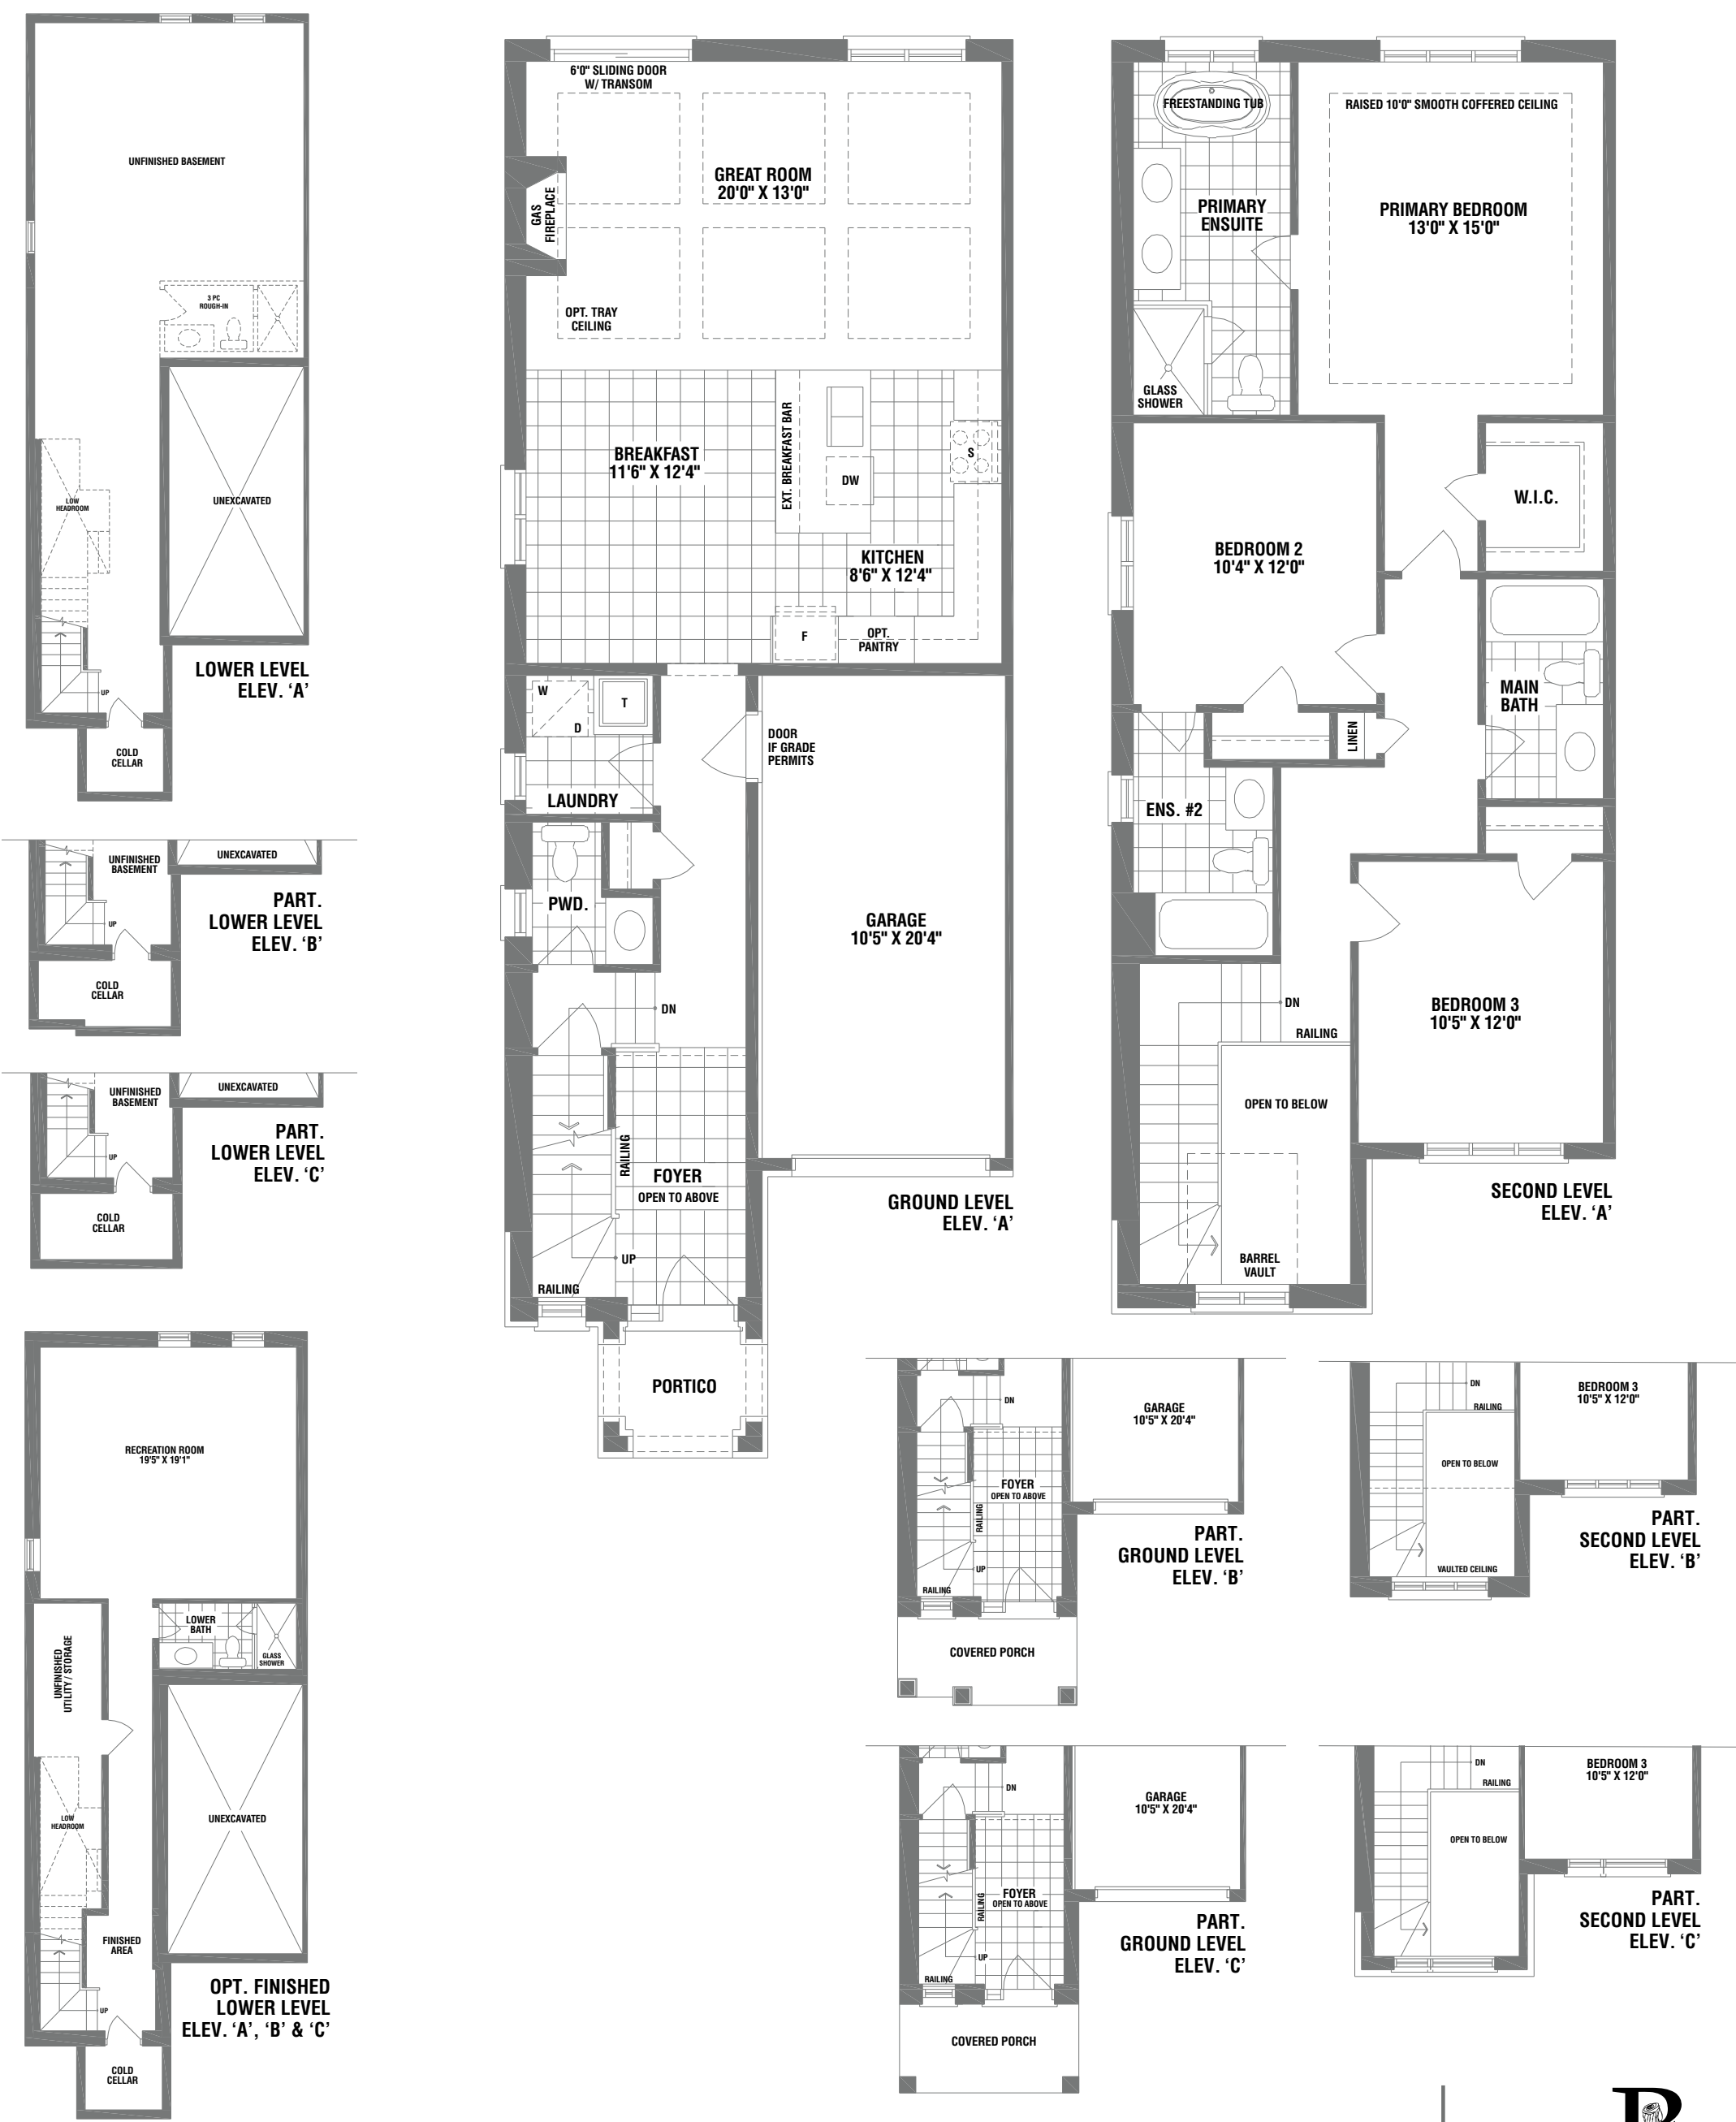 UNFINISHED BASEMENT
3 PC
ROUGH-IN
UNEXCAVATED
LOW
HEADROOM
UP
LOWER LEVEL
ELEV. ‘A’
COLD
CELLAR
UNFINISHED
BASEMENT
UNEXCAVATED
UP
PART.
LOWER LEVEL
ELEV. ‘B’
COLD
CELLAR
UNFINISHED
BASEMENT
UNEXCAVATED
UP
PART.
LOWER LEVEL
ELEV. ‘C’
COLD
CELLAR
RECREATION ROOM
19'5" X 19'1"
LOWER
BATH
GLASS
SHOWER
UNFINISHED
UTILITY / STORAGE
LOW
HEADROOM
UNEXCAVATED
FINISHED
AREA
UP
OPT. FINISHED
LOWER LEVEL
ELEV. ‘A’, ‘B’ & ‘C’
COLD
CELLAR
6'0" SLIDING DOOR
W/ TRANSOM
GREAT ROOM
20'0" X 13'0"
GAS
FIREPLACE
OPT. TRAY
CEILING
BREAKFAST
11'6" X 12'4"
EXT. BREAKFAST BAR
DW
S
KITCHEN
8'6" X 12'4"
F
OPT.
PANTRY
W
D
T
LAUNDRY
DOOR
IF GRADE
PERMITS
PWD.
GARAGE
10'5" X 20'4"
DN
RAILING
FOYER
OPEN TO ABOVE
UP
RAILING
GROUND LEVEL
ELEV. ‘A’
PORTICO
FREESTANDING TUB
RAISED 10'0" SMOOTH COFFERED CEILING
PRIMARY
ENSUITE
PRIMARY BEDROOM
13'0" X 15'0"
GLASS
SHOWER
W.I.C.
BEDROOM 2
10'4" X 12'0"
MAIN
BATH
LINEN
ENS. #2
DN
RAILING
BEDROOM 3
10'5" X 12'0"
OPEN TO BELOW
BARREL
VAULT
SECOND LEVEL
ELEV. ‘A’
DN
GARAGE
10'5" X 20'4"
FOYER
OPEN TO ABOVE
RAILING
UP
RAILING
PART.
GROUND LEVEL
ELEV. ‘B’
COVERED PORCH
DN
RAILING
BEDROOM 3
10'5" X 12'0"
OPEN TO BELOW
VAULTED CEILING
PART.
SECOND LEVEL
ELEV. ‘B’
DN
GARAGE
10'5" X 20'4"
FOYER
OPEN TO ABOVE
RAILING
UP
RAILING
PART.
GROUND LEVEL
ELEV. ‘C’
COVERED PORCH
DN
RAILING
BEDROOM 3
10'5" X 12'0"
OPEN TO BELOW
PART.
SECOND LEVEL
ELEV. ‘C’